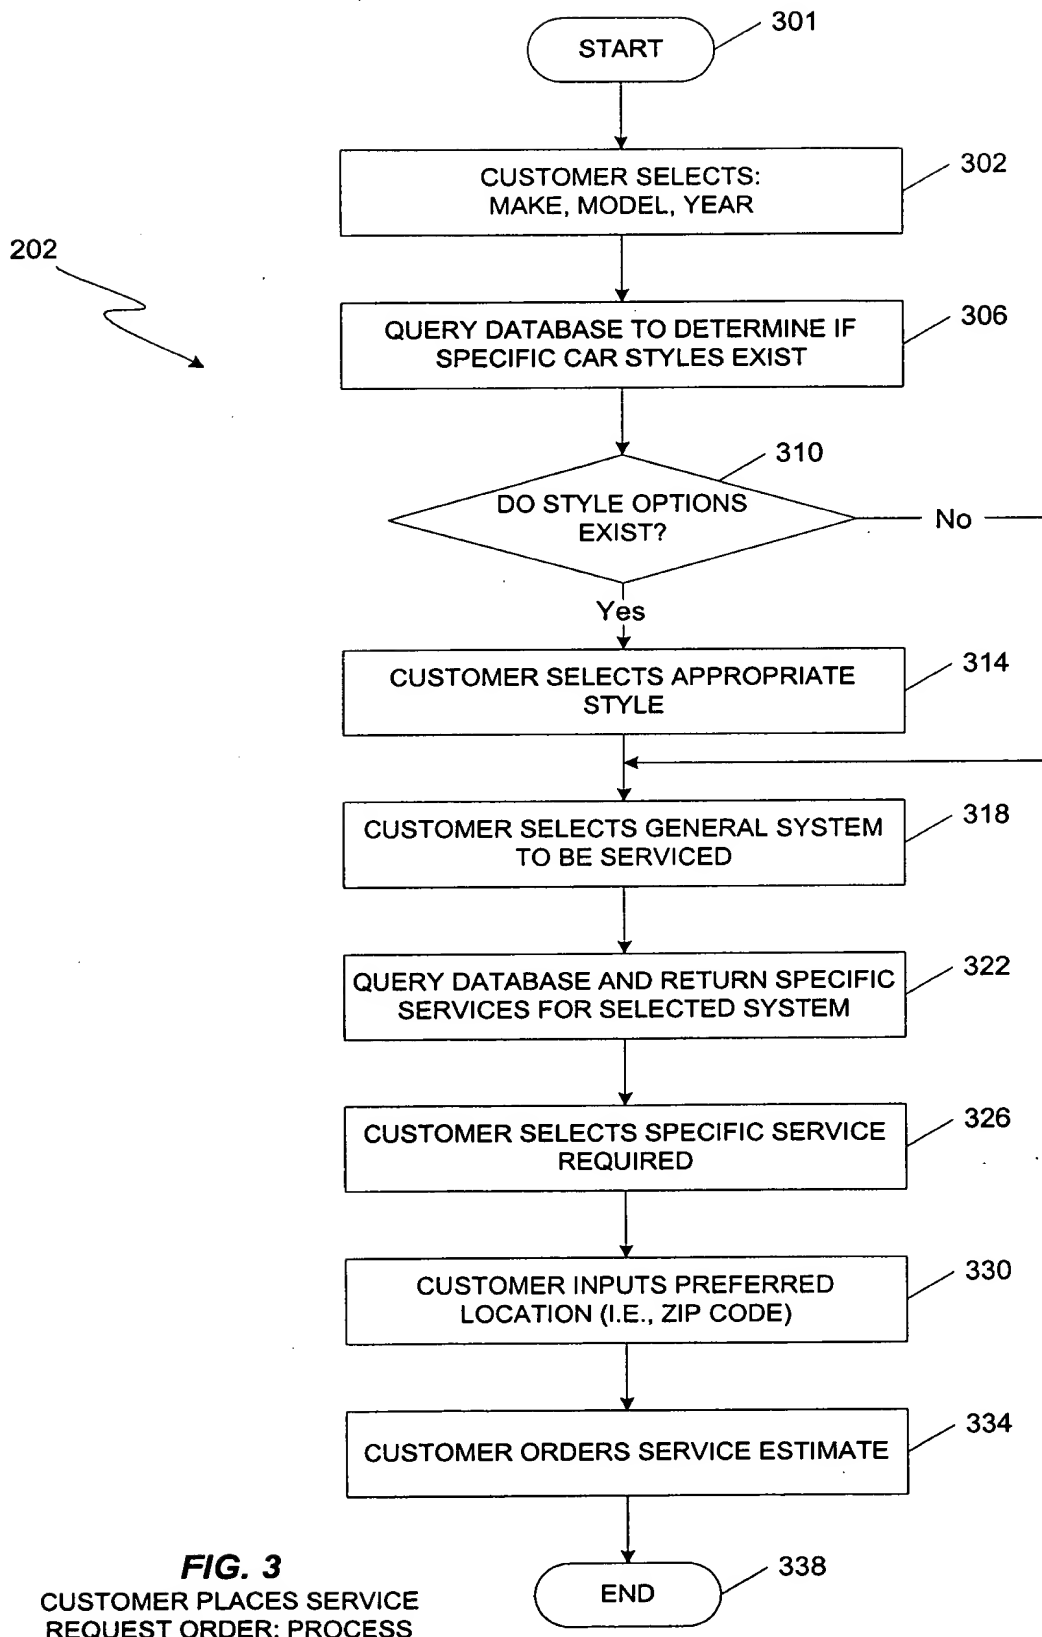 START
301
CUSTOMER SELECTS:
MAKE, MODEL, YEAR
302
202
QUERY DATABASE TO DETERMINE IF
SPECIFIC CAR STYLES EXIST
306
DO STYLE OPTIONS
EXIST?
310
No
Yes
CUSTOMER SELECTS APPROPRIATE
STYLE
314
CUSTOMER SELECTS GENERAL SYSTEM
TO BE SERVICED
318
QUERY DATABASE AND RETURN SPECIFIC
SERVICES FOR SELECTED SYSTEM
322
CUSTOMER SELECTS SPECIFIC SERVICE
REQUIRED
326
CUSTOMER INPUTS PREFERRED
LOCATION (I.E., ZIP CODE)
330
CUSTOMER ORDERS SERVICE ESTIMATE
334
END
338
FIG. 3
CUSTOMER PLACES SERVICE
REQUEST ORDER: PROCESS